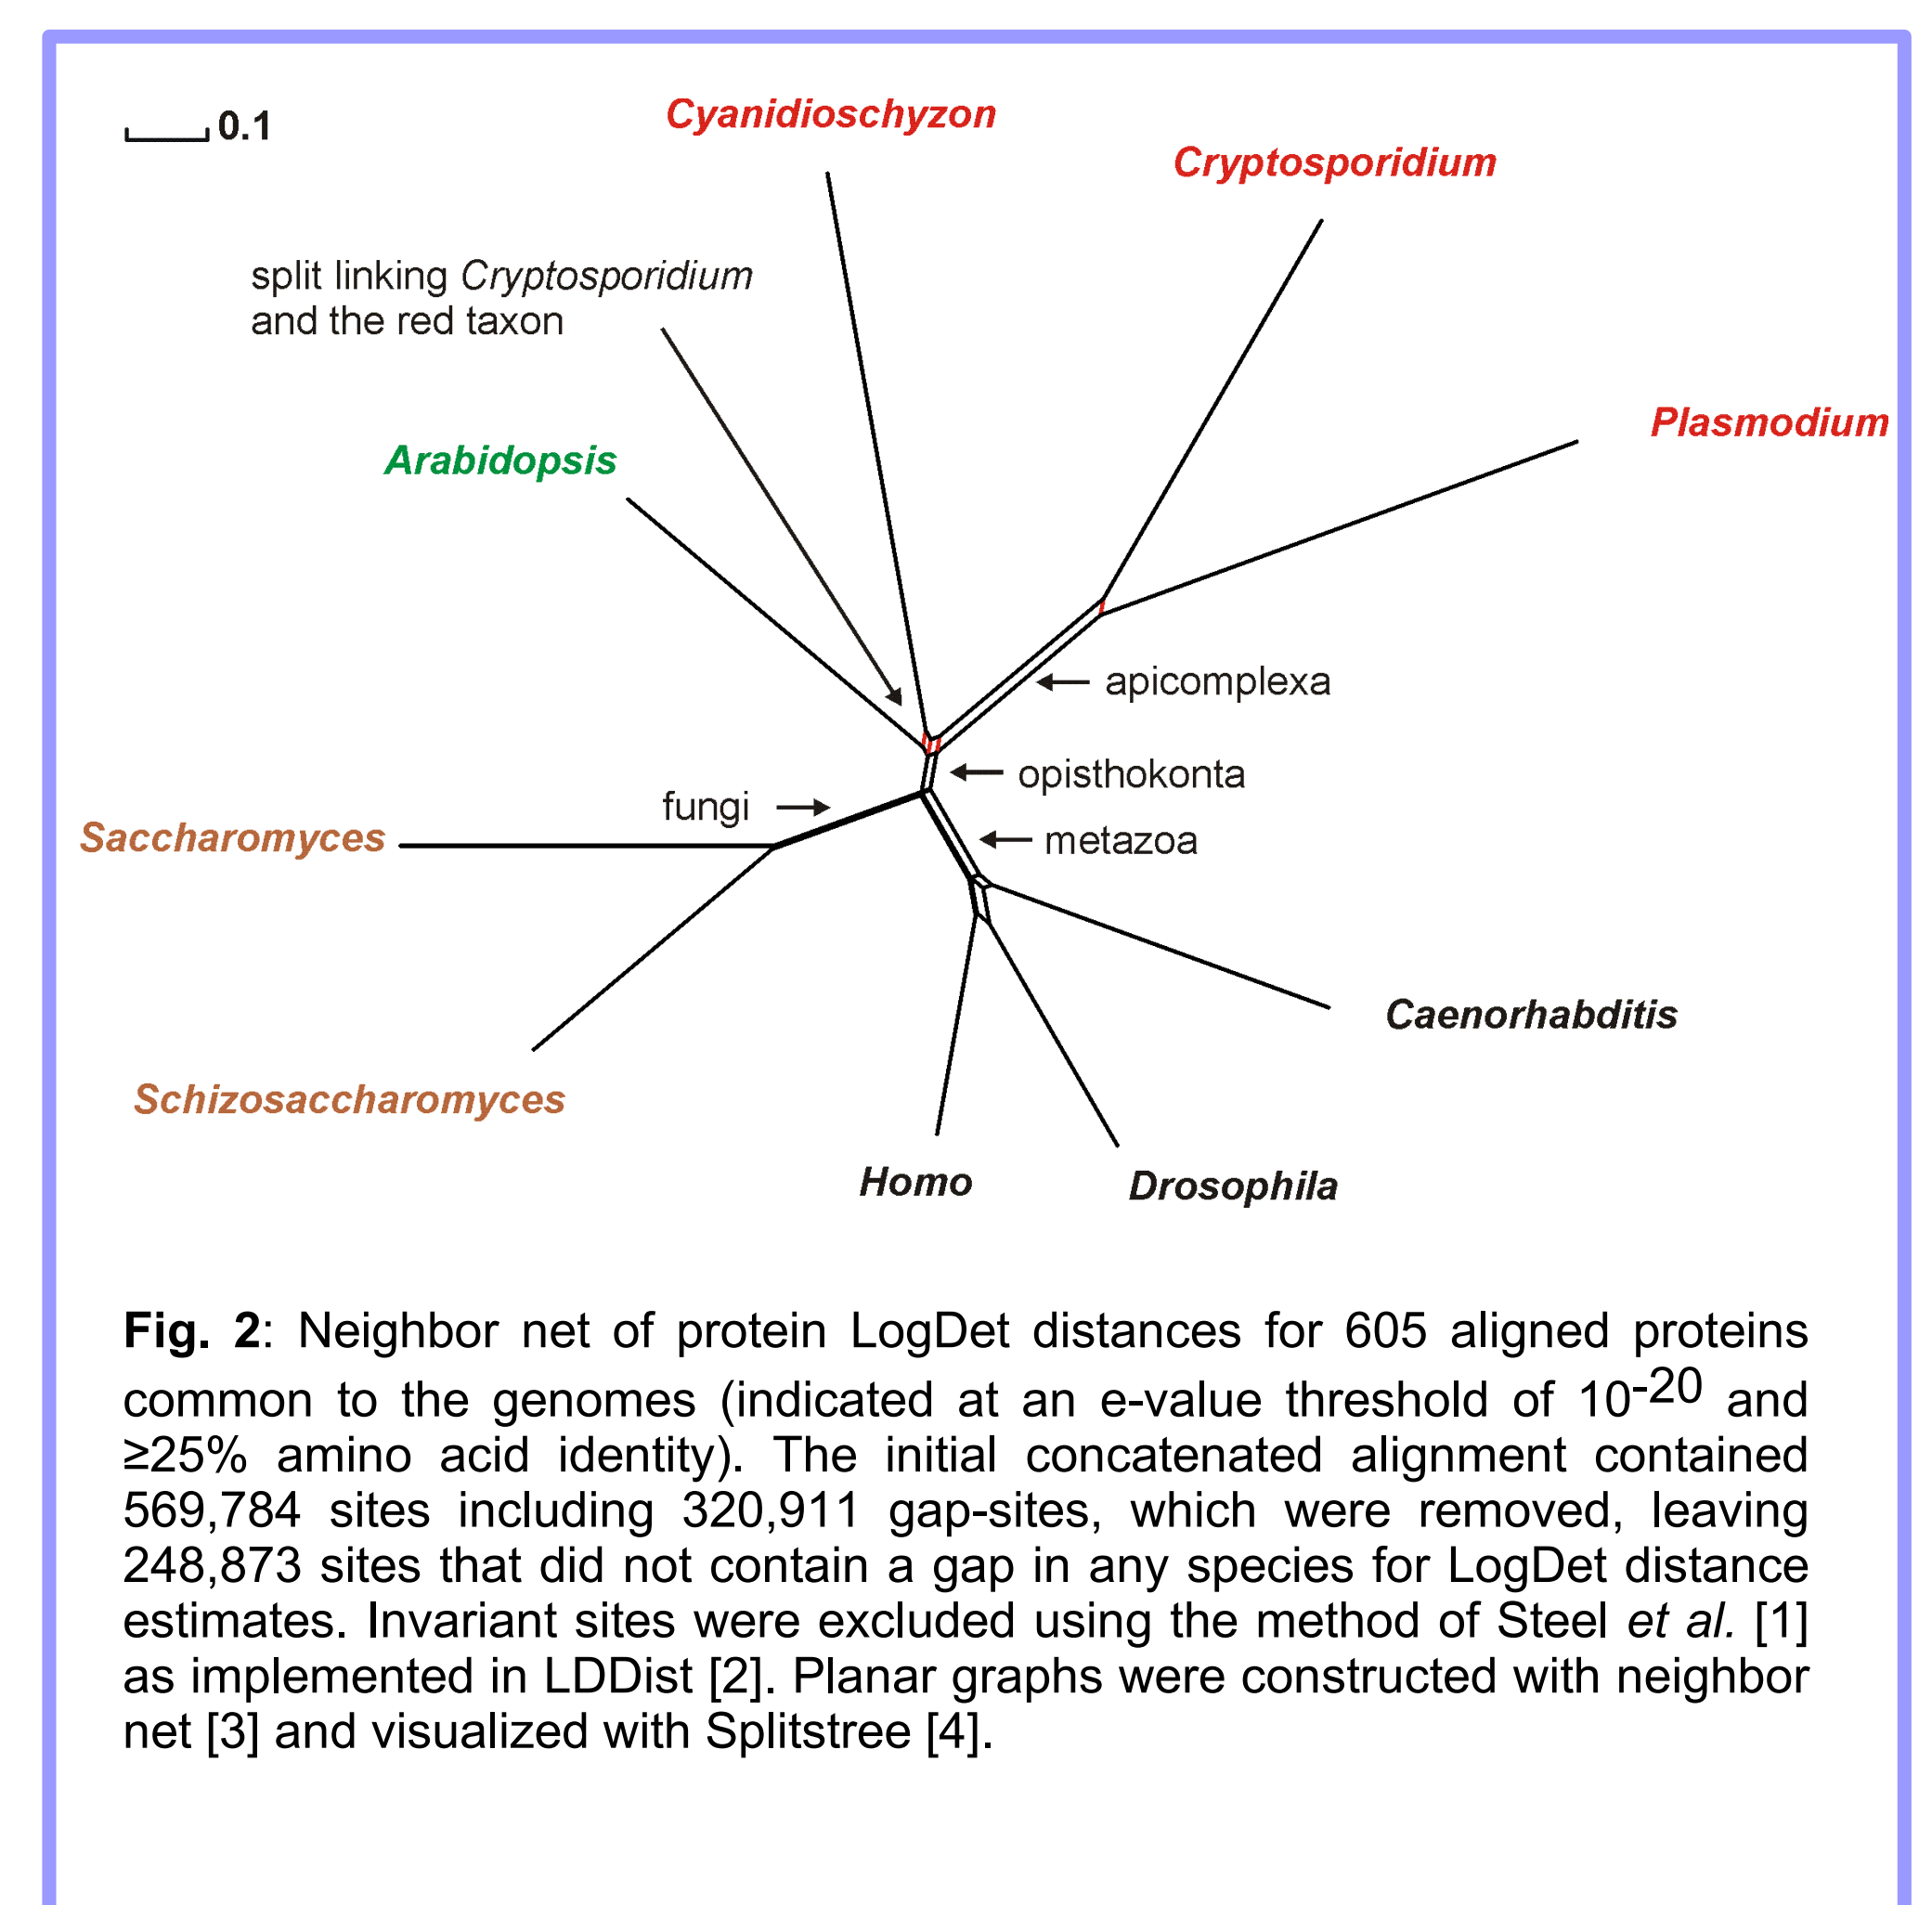 0.1
Cyanidioschyzon
Cryptosporidium
split linking Cryptosporidium
and the red taxon
Plasmodium
Arabidopsis
apicomplexa
opisthokonta
fungi
Saccharomyces
metazoa
Caenorhabditis
Schizosaccharomyces
Homo
Drosophila
Fig. 2: Neighbor net of protein LogDet distances for 605 aligned proteins
common to the genomes (indicated at an e-value threshold of 10-20 and
≥25% amino acid identity). The initial concatenated alignment contained
569,784 sites including 320,911 gap-sites, which were removed, leaving
248,873 sites that did not contain a gap in any species for LogDet distance
estimates. Invariant sites were excluded using the method of Steel et al. [1]
as implemented in LDDist [2]. Planar graphs were constructed with neighbor
net [3] and visualized with Splitstree [4].